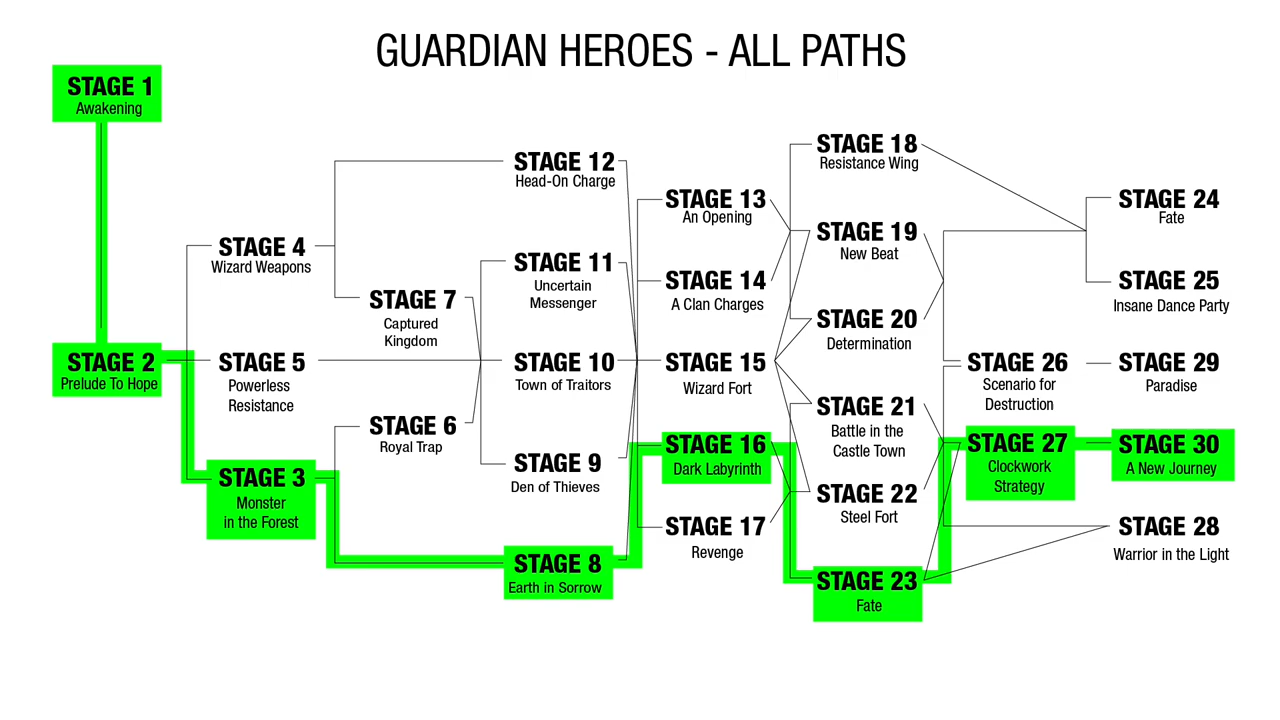 GUARDIAN HEROES - ALL PATHS
STAGE 1
Awakening
STAGE 2
Prelude To Hope
STAGE 4
Wizard Weapons
STAGE 5
Powerless
Resistance
STAGE 3
Monster
in the Forest
STAGE 7
Captured
Kingdom
STAGE 6
Royal Trap
STAGE 12
Head-On Charge
STAGE 11
Uncertain
Messenger
STAGE 10
Town of Traitors
STAGE 9
Den of Thieves
STAGE 8
Earth in Sorrow
STAGE 13
An Opening
STAGE 14
A Clan Charges
STAGE 15
Wizard Fort
STAGE 16
Dark Labyrinth
STAGE 17
Revenge
STAGE 18
Resistance Wing
STAGE 19
New Beat
STAGE 20
Determination
STAGE 21
Battle in the
Castle Town
STAGE 22
Steel Fort
STAGE 23
Fate
STAGE 26
Scenario for
Destruction
STAGE 27
Clockwork
Strategy
STAGE 24
Fate
STAGE 25
Insane Dance Party
STAGE 29
Paradise
STAGE 30
A New Journey
STAGE 28
Warrior in the Light